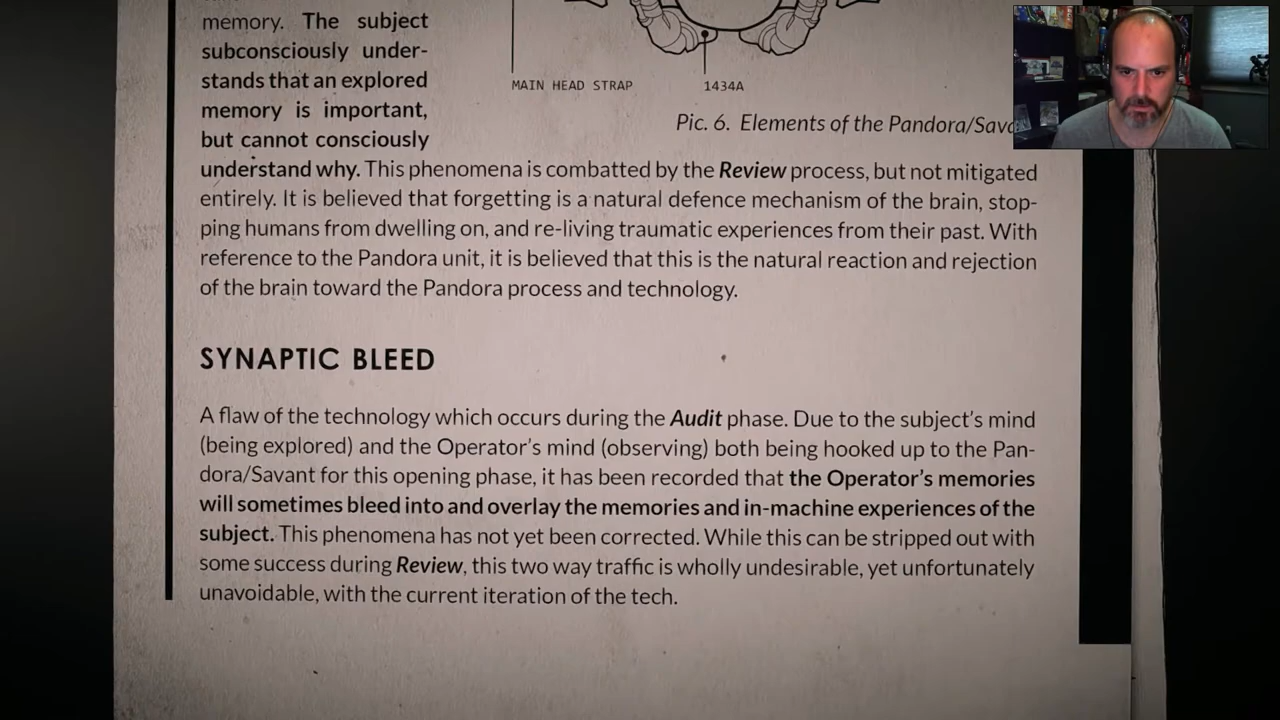 memory. The subject
subconsciously under-
stands that an explored
memory is important,
but cannot consciously
MAIN HEAD STRAP
1434A
Pic. 6. Elements of the Pandora/Sav
understand why. This phenomena is combatted by the Review process, but not mitigated
entirely. It is believed that forgetting is a natural defence mechanism of the brain, stop-
ping humans from dwelling on, and re-living traumatic experiences from their past. With
reference to the Pandora unit, it is believed that this is the natural reaction and rejection
of the brain toward the Pandora process and technology.
SYNAPTIC BLEED
A flaw of the technology which occurs during the Audit phase. Due to the subject's mind
(being explored) and the Operator's mind (observing) both being hooked up to the Pan-
dora/Savant for this opening phase, it has been recorded that the Operator's memories
will sometimes bleed into and overlay the memories and in-machine experiences of the
subject. This phenomena has not yet been corrected. While this can be stripped out with
some success during Review, this two way traffic is wholly undesirable, yet unfortunately
unavoidable, with the current iteration of the tech.